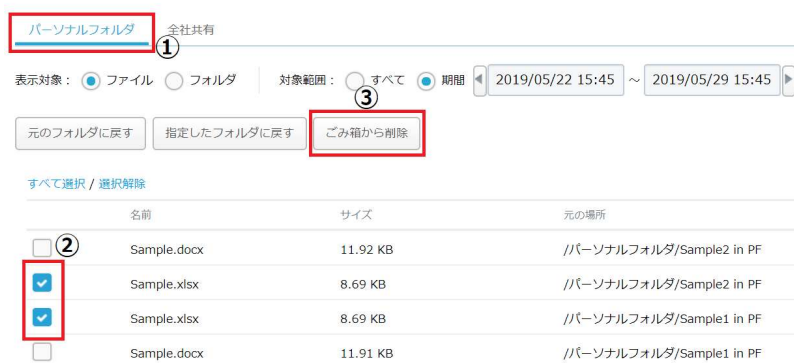 パーソナルフォルダ 全社共有
①
表示対象： ファイル フォルダ 対象範囲： すべて 期間 2019/05/22 15:45 ～ 2019/05/29 15:45
③
元のフォルダに戻す 指定したフォルダに戻す ごみ箱から削除
すべて選択 / 選択解除
名前 サイズ 元の場所
②
Sample.docx 11.92 KB /パーソナルフォルダ/Sample2 in PF
Sample.xlsx 8.69 KB /パーソナルフォルダ/Sample2 in PF
Sample.xlsx 8.69 KB /パーソナルフォルダ/Sample1 in PF
Sample.docx 11.91 KB /パーソナルフォルダ/Sample1 in PF